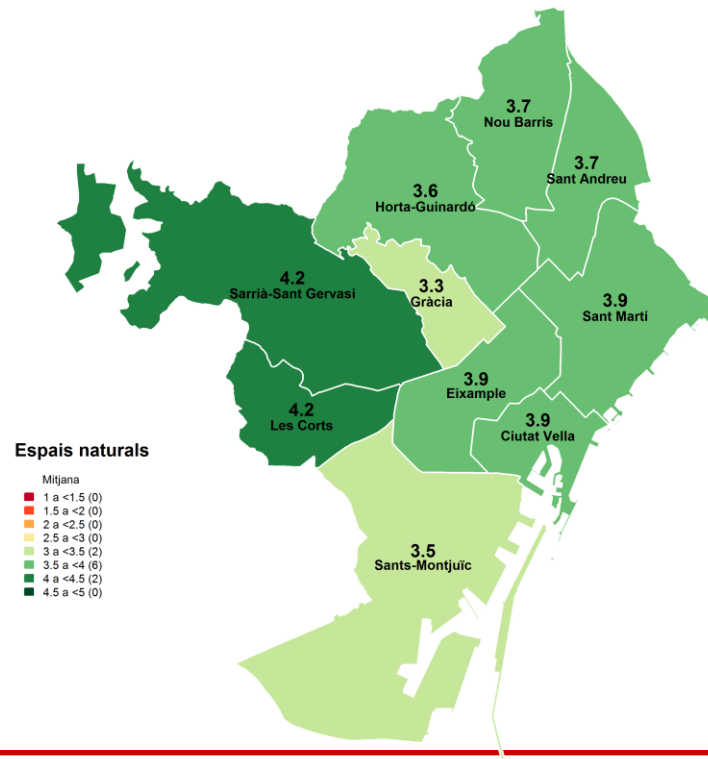 3.7
Nou Barris
3.7
Sant Andreu
3.6
Horta-Guinardó
4.2
Sarrià-Sant Gervasi
3.3
Gràcia
3.9
Sant Martí
3.9
Eixample
4.2
Les Corts
3.9
Ciutat Vella
Espais naturals
Mitjana
1 a <1.5 (0)
1.5 a <2 (0)
2 a <2.5 (0)
2.5 a <3 (0)
3 a <3.5 (2)
3.5 a <4 (6)
4 a <4.5 (2)
4.5 a <5 (0)
3.5
Sants-Montjuïc